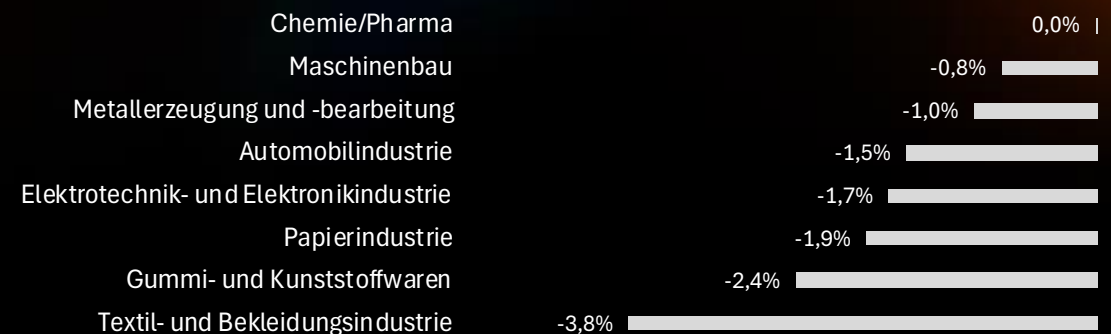 Chemie/Pharma 0,0%
Maschinenbau -0,8%
Metallerzeugung und -bearbeitung -1,0%
Automobilindustrie -1,5%
Elektrotechnik- und Elektronikindustrie -1,7%
Papierindustrie -1,9%
Gummi- und Kunststoffwaren -2,4%
Textil- und Bekleidungsindustrie -3,8%